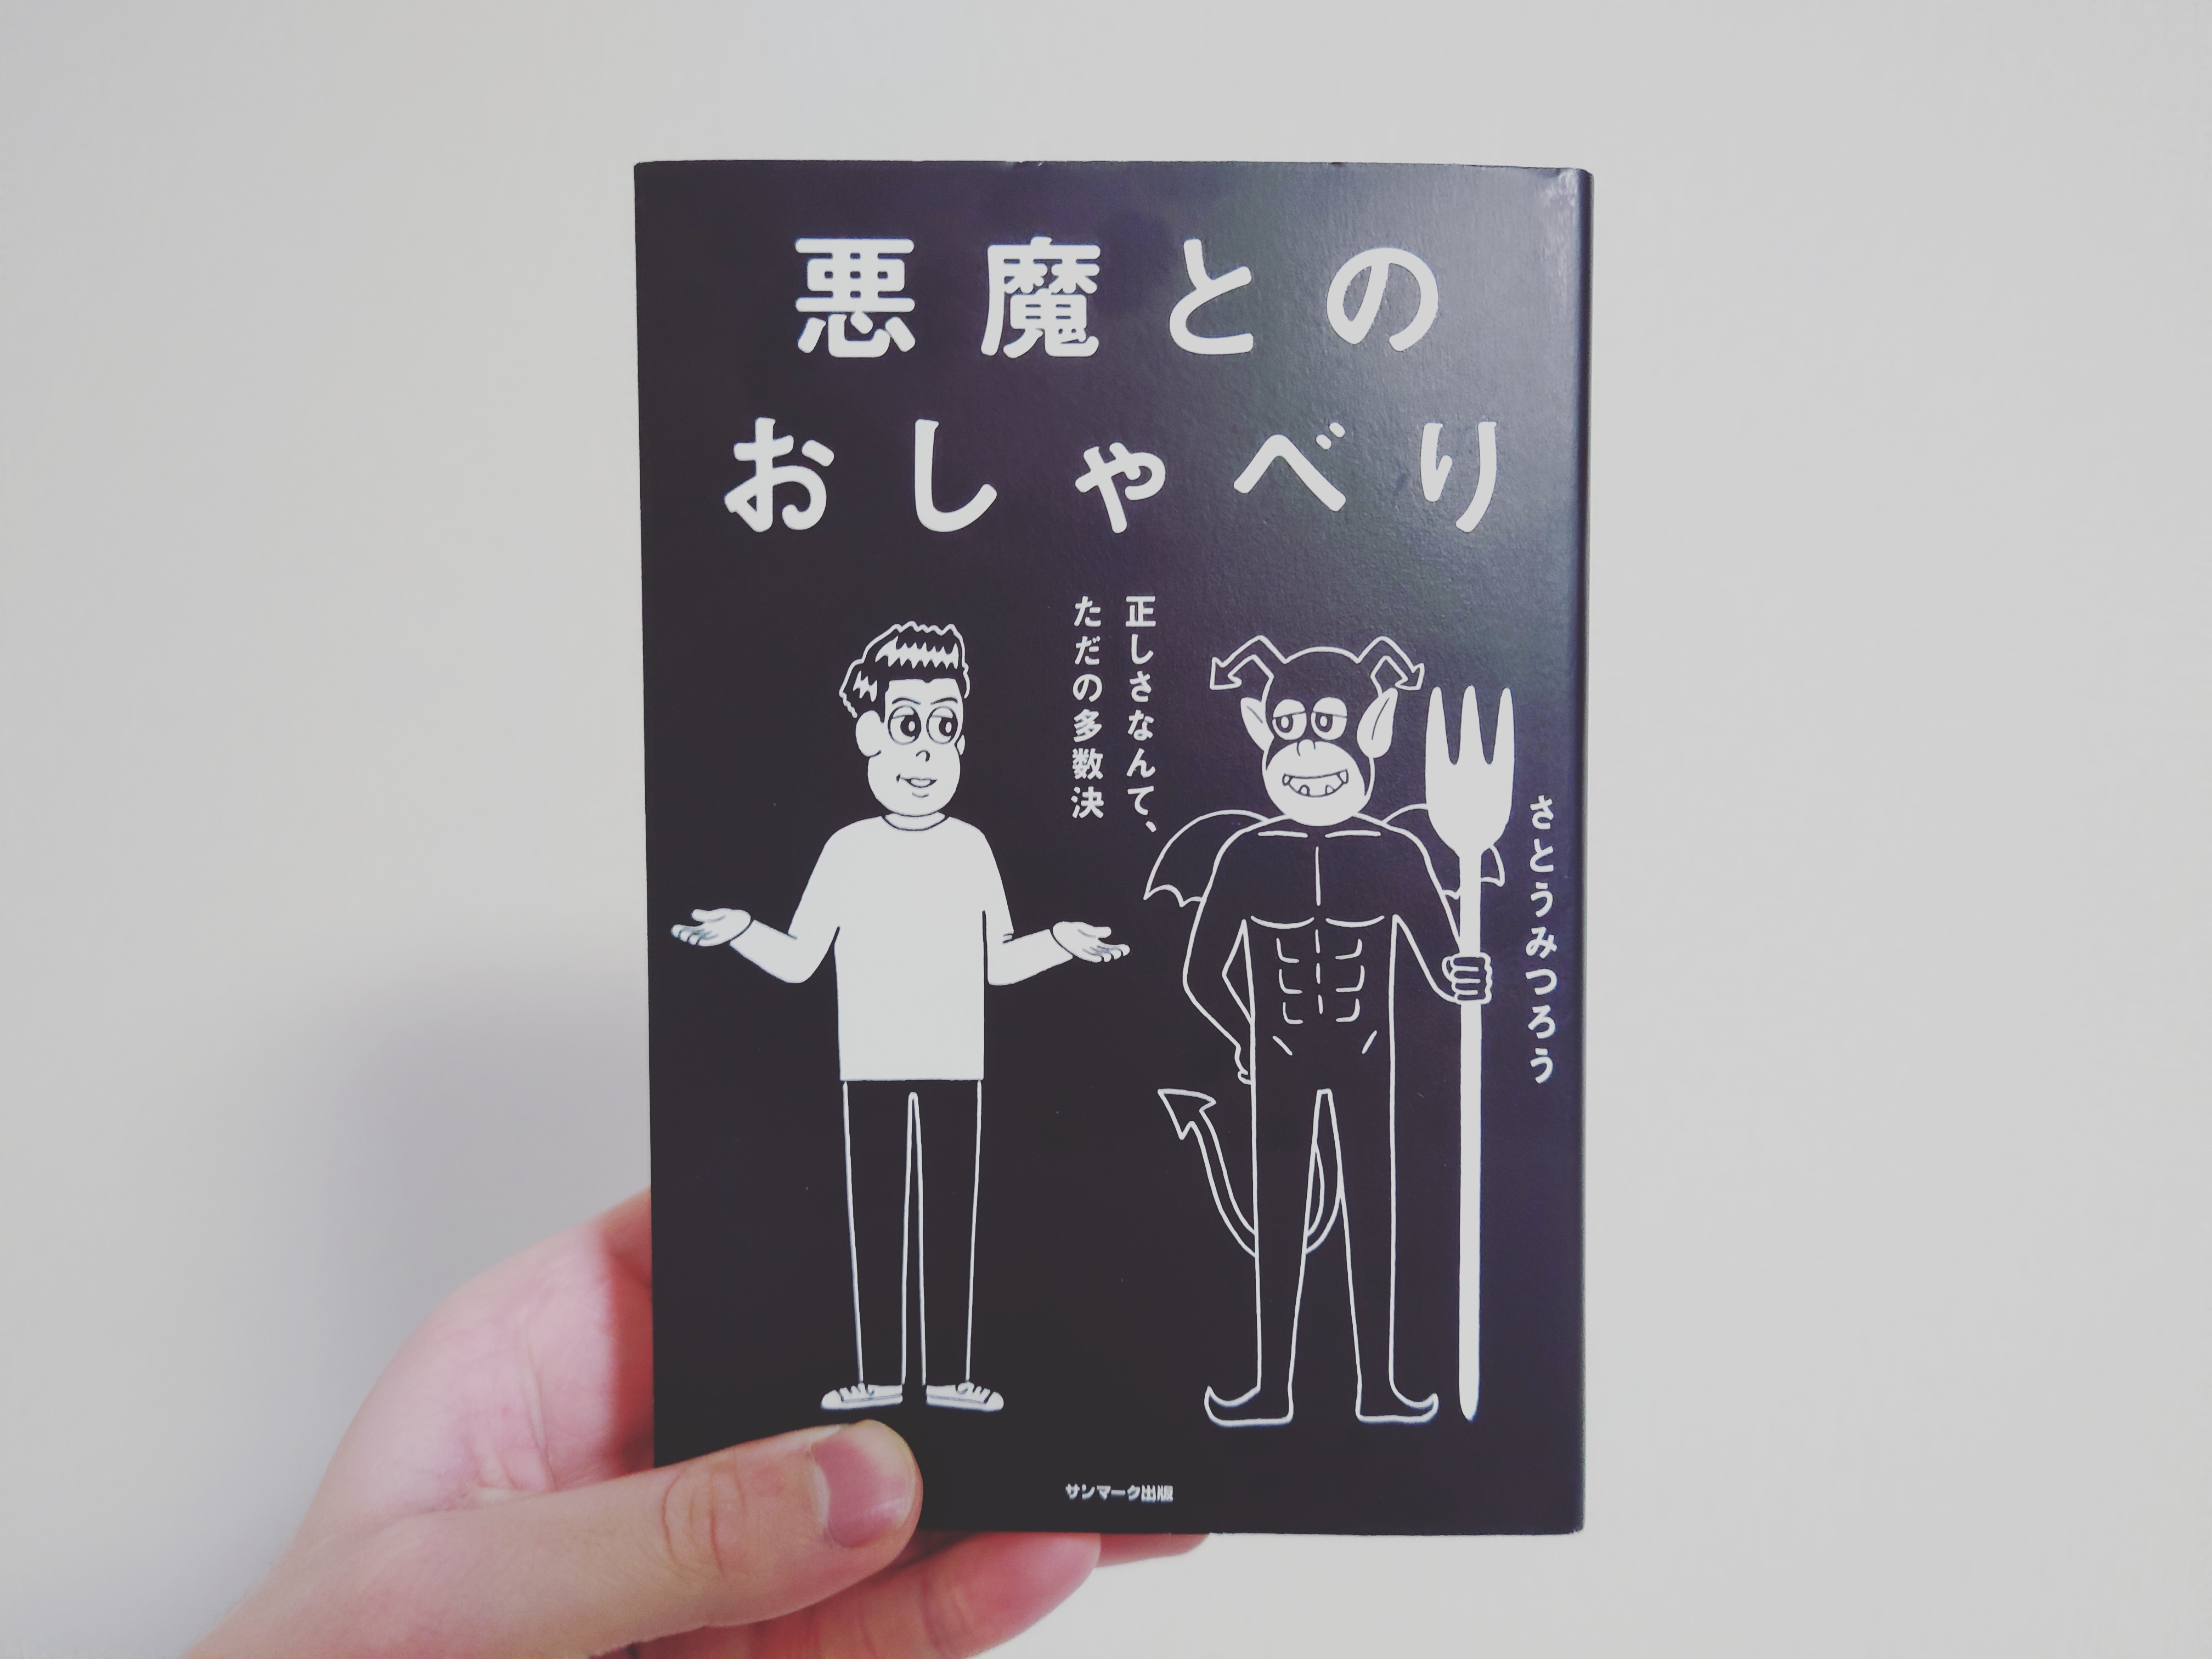 悪魔との
おしゃべり
正しさなんて、
ただの多数決
さとうみつろう
サンマーク出版